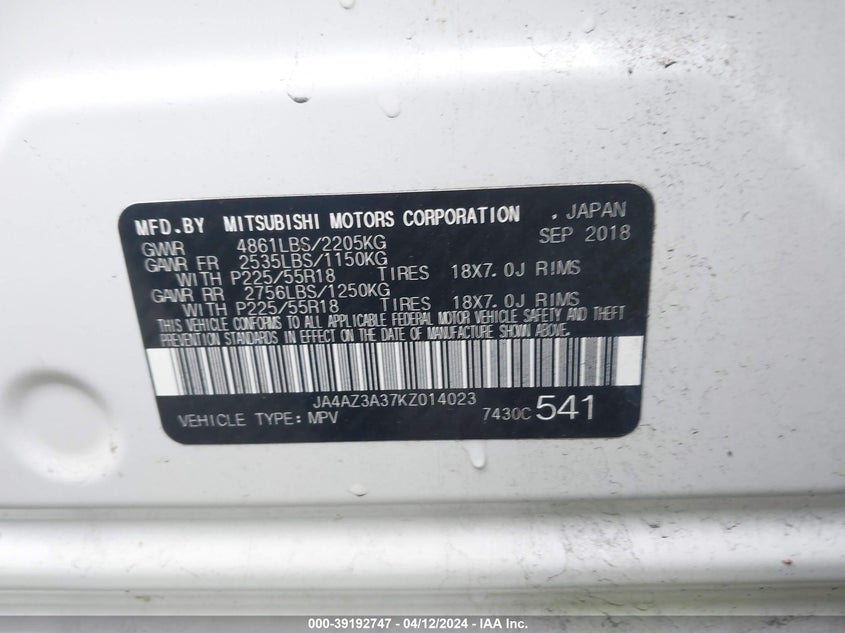 MFD.BY MITSUBISHI MOTORS CORPORATION . JAPAN
GVWR 4861LBS/2205KG SEP 2018
GAWR FR 2535LBS/1150KG
WITH P225/55R18 TIRES 18X7.0J RIMS
GAWR RR 2756LBS/1250KG
WITH P225/55R18 TIRES 18X7.0J RIMS
THIS VEHICLE CONFORMS TO ALL APPLICABLE FEDERAL MOTOR VEHICLE SAFETY AND THEFT
PREVENTION STANDARDS IN EFFECT ON THE DATE OF MANUFACTURE SHOWN ABOVE.
JA4AZ3A37KZ014023
VEHICLE TYPE: MPV 7430C 541
000-39192747 - 04/12/2024 - IAA Inc.